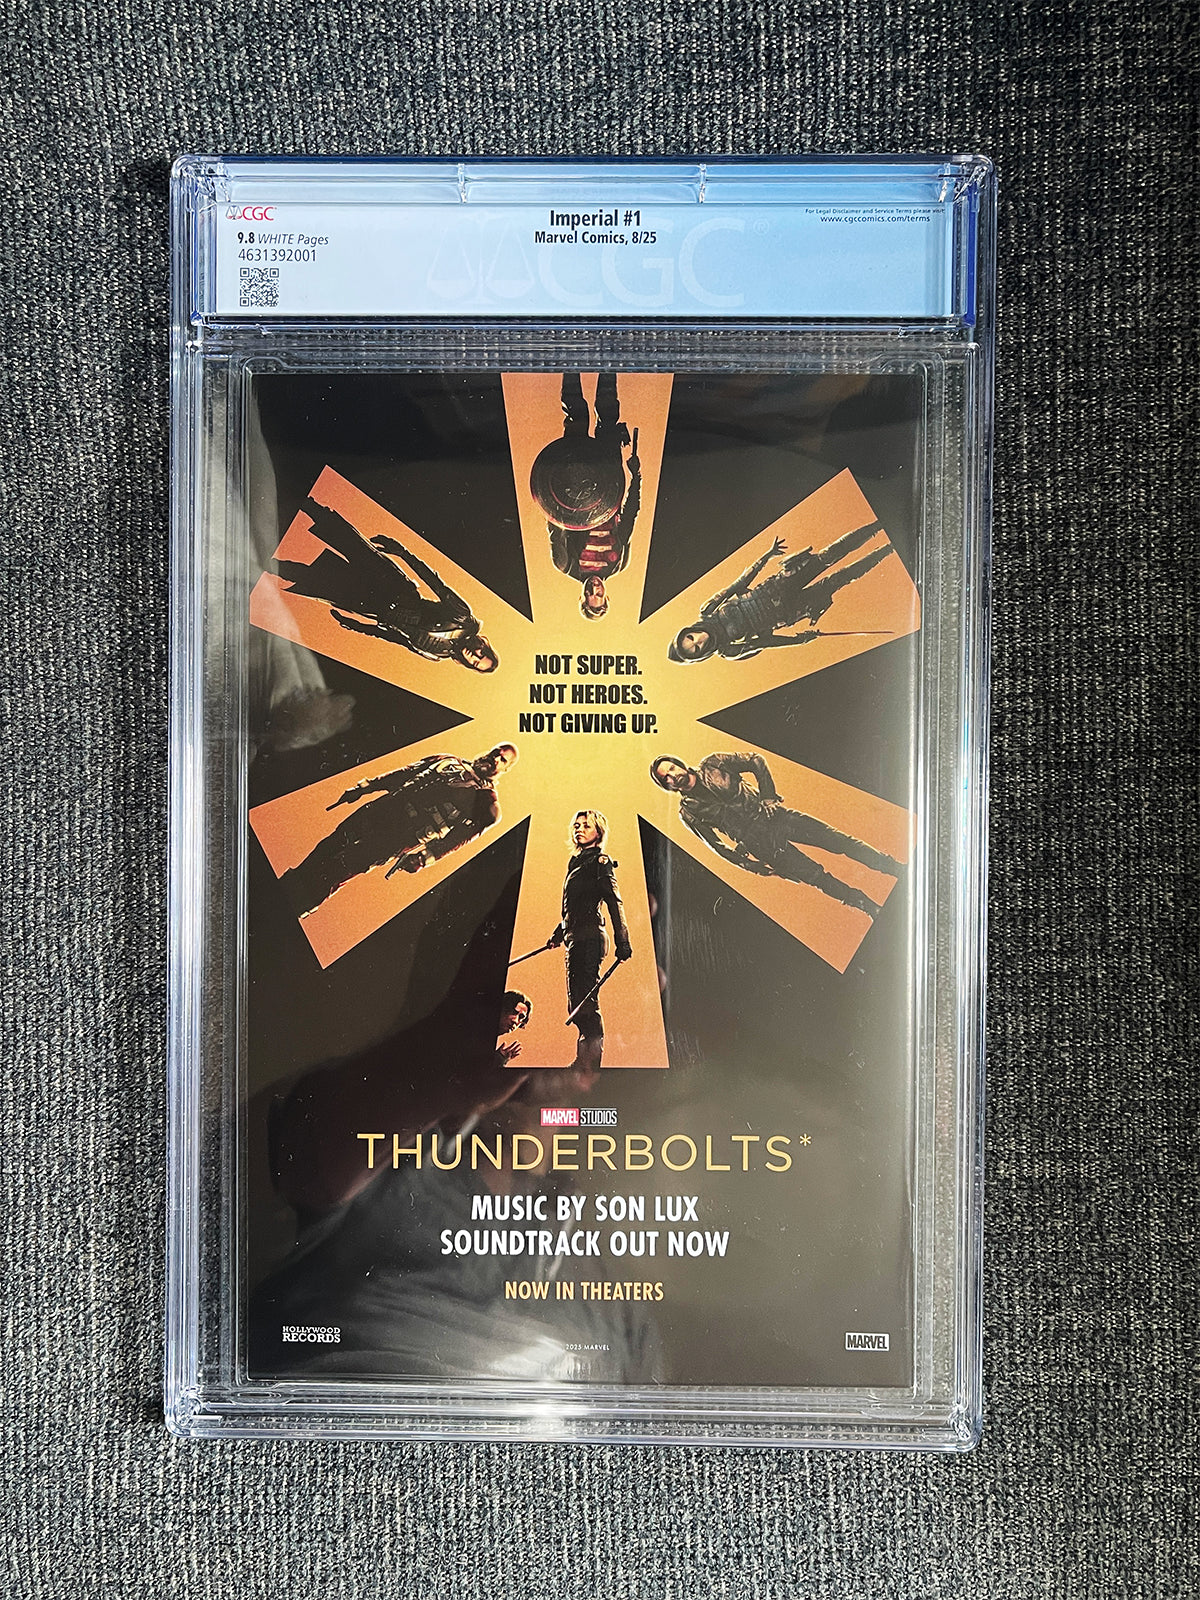 CGC
Imperial #1
For Legal Disclaimer and Service Terms please visit
www.cgccomics.com/terms
9.8 WHITE Pages
Marvel Comics, 8/25
4631392001
CGC®
NOT SUPER.
NOT HEROES.
NOT GIVING UP.
MARVEL STUDIOS
THUNDERBOLTS*
MUSIC BY SON LUX
SOUNDTRACK OUT NOW
NOW IN THEATERS
HOLLYWOOD
RECORDS
2025 MARVEL
MARVEL